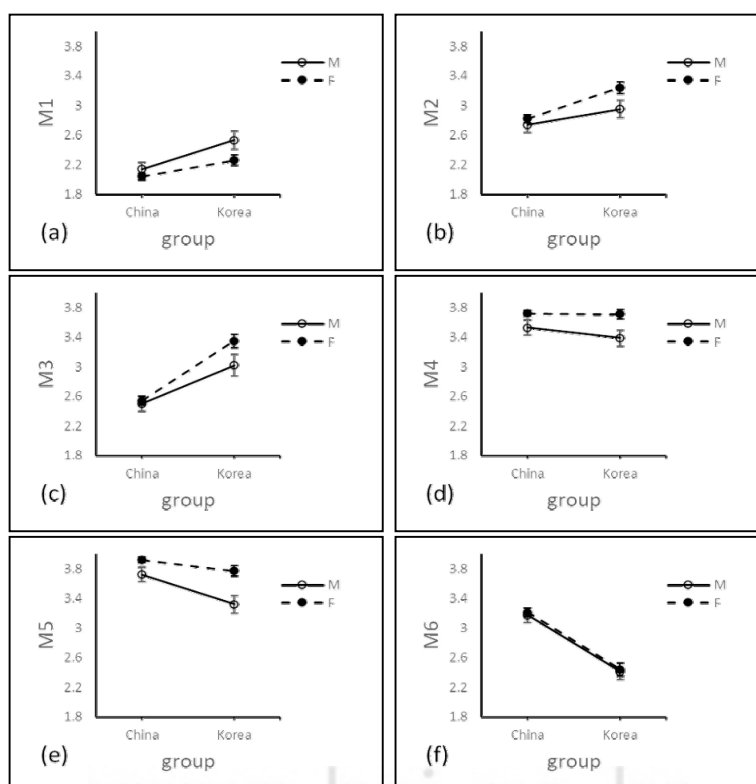 3.8
M
3.4
F
M1
3
2.6
2.2
1.8
China
Korea
(a)
group
3.8
M
3.4
F
M2
3
2.6
2.2
1.8
China
Korea
(b)
group
3.8
M
3.4
F
M3
3
2.6
2.2
1.8
China
Korea
(c)
group
3.8
M
3.4
F
M4
3
2.6
2.2
1.8
China
Korea
(d)
group
3.8
M
3.4
F
M5
3
2.6
2.2
1.8
China
Korea
(e)
group
3.8
M
3.4
F
M6
3
2.6
2.2
1.8
China
Korea
(f)
group